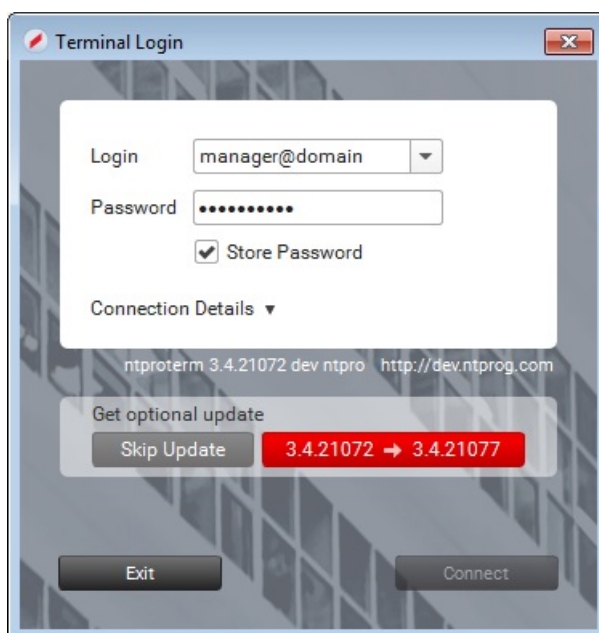 Terminal Login
Login manager@domain
Password ••••••••••
Store Password
Connection Details ▼
ntproterm 3.4.21072 dev ntpro http://dev.ntprog.com
Get optional update
Skip Update 3.4.21072 → 3.4.21077
Exit Connect